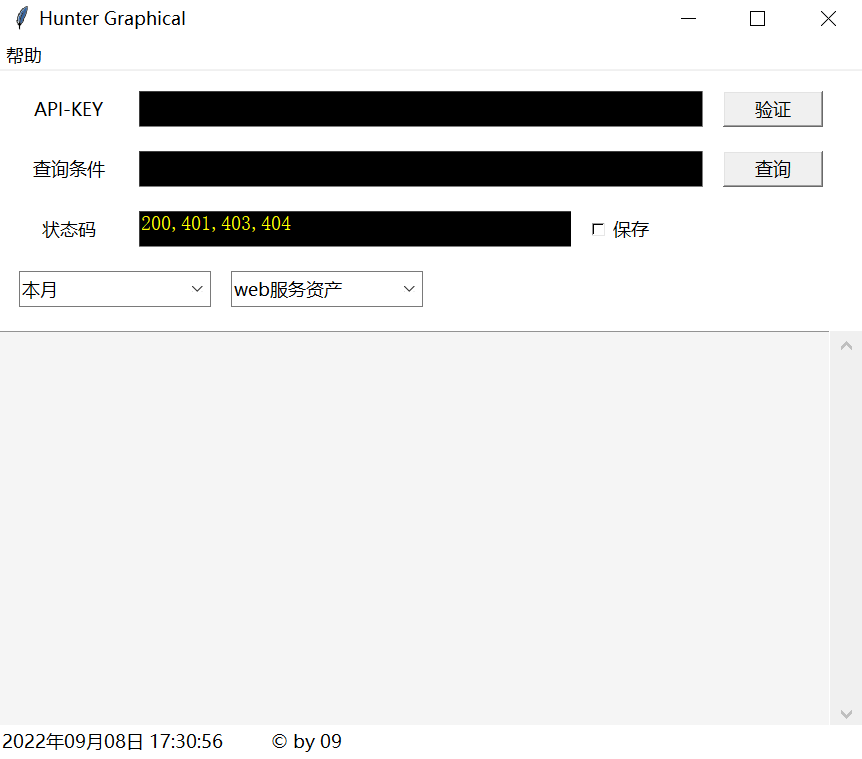 Hunter Graphical
帮助
API-KEY 验证
查询条件 查询
状态码 200,401,403,404 保存
本月 web服务资产
2022年09月08日 17:30:56 © by 09